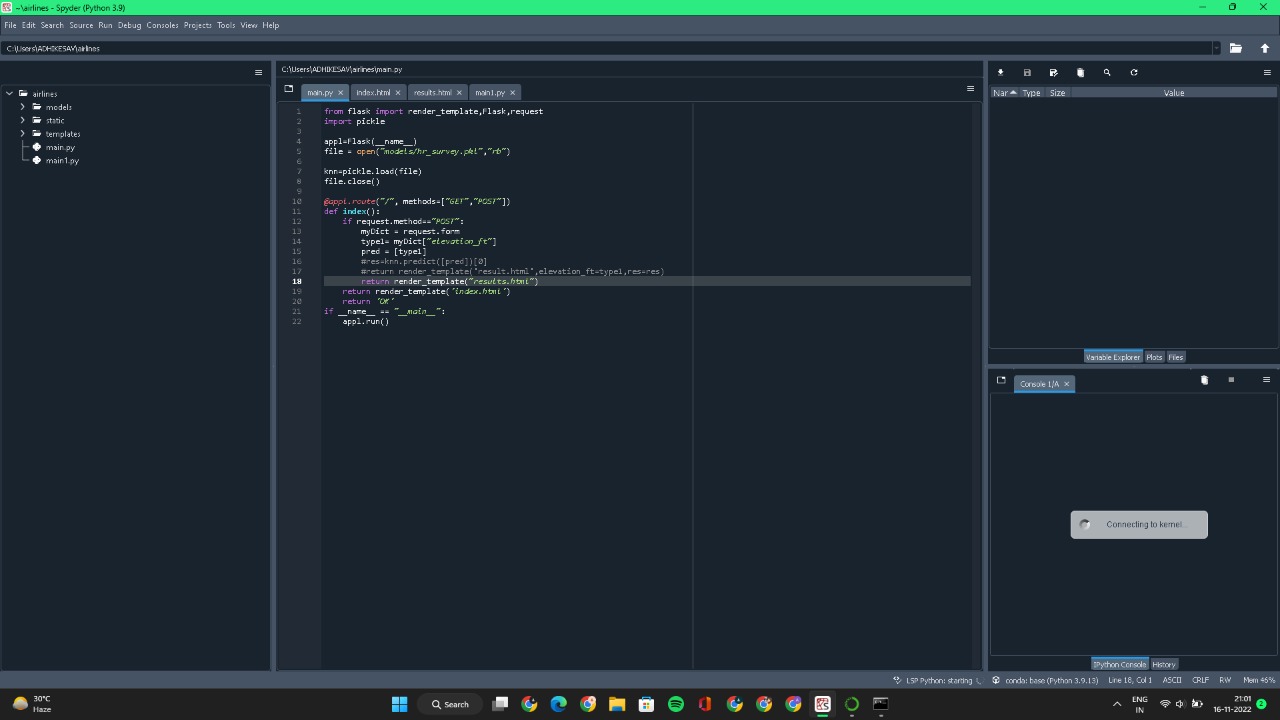 ~\airlines - Spyder (Python 3.9)
File Edit Search Source Run Debug Consoles Projects Tools View Help
C:\Users\ADHIKESAV\airlines
airlines
models
static
templates
main.py
main1.py
C:\Users\ADHIKESAV\airlines\main.py
main.py index.html results.html main1.py
1 from flask import render_template,Flask,request
2 import pickle
3
4 appl=Flask(__name__)
5 file = open("models/hr_survey.pkl","rb")
6
7 knn=pickle.load(file)
8 file.close()
9
10 @appl.route("/", methods=["GET","POST"])
11 def index():
12 if request.method=="POST":
13 myDict = request.form
14 type1= myDict["elevation_ft"]
15 pred = [type1]
16 #res=knn.predict([pred])[0]
17 #return render_template('result.html',elevation_ft=type1,res=res)
18 return render_template("results.html")
19 return render_template('index.html')
20 return 'OK'
21 if __name__ == "__main__":
22 appl.run()
Nar Type Size Value
Variable Explorer Plots Files
Console 1/A
Connecting to kernel...
IPython Console History
LSP Python: starting conda: base (Python 3.9.13) Line 18, Col 1 ASCII CRLF RW Mem 46%
30°C
Haze
Search
ENG
IN
21:01
16-11-2022
2